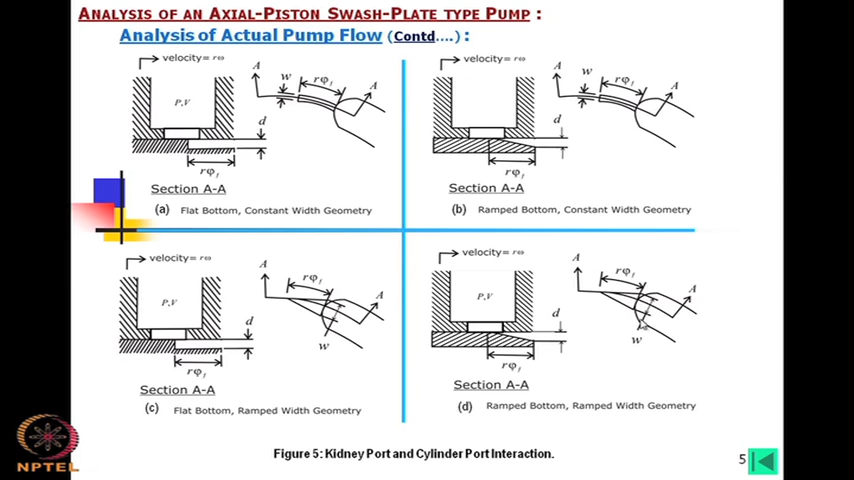 ANALYSIS OF AN AXIAL-PISTON SWASH-PLATE TYPE PUMP :
Analysis of Actual Pump Flow (Contd....) :
velocity= rω
A
w
rφf
A
P,V
d
rφf
Section A-A
(a) Flat Bottom, Constant Width Geometry
velocity= rω
A
w
rφf
A
d
rφf
Section A-A
(b) Ramped Bottom, Constant Width Geometry
velocity= rω
A
rφf
A
P,V
d
w
rφf
Section A-A
(c) Flat Bottom, Ramped Width Geometry
velocity= rω
A
rφf
A
P,V
d
w
rφf
Section A-A
(d) Ramped Bottom, Ramped Width Geometry
Figure 5: Kidney Port and Cylinder Port Interaction.
5
NPTEL